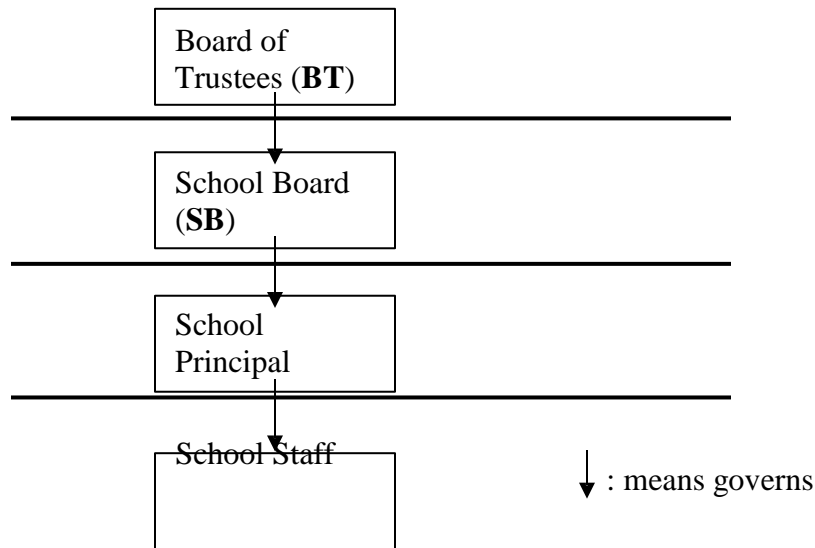 Board of
Trustees (BT)
School Board
(SB)
School
Principal
School Staff
: means governs